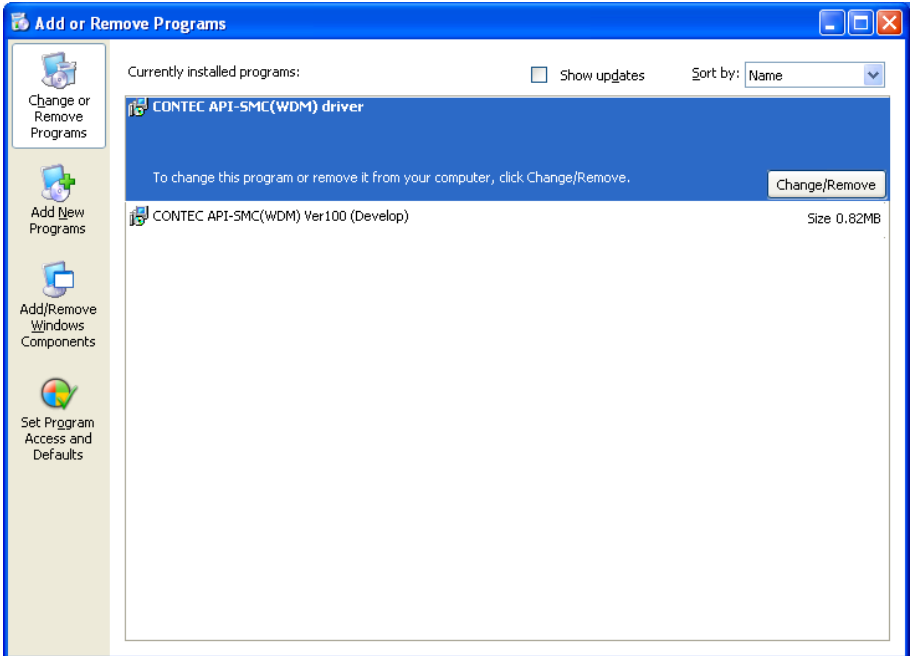 Add or Remove Programs
Change or
Remove
Programs
Currently installed programs:
Show updates
Sort by:
Name
CONTEC API-SMC(WDM) driver
To change this program or remove it from your computer, click Change/Remove.
Change/Remove
Add New
Programs
CONTEC API-SMC(WDM) Ver100 (Develop)
Size 0.82MB
Add/Remove
Windows
Components
Set Program
Access and
Defaults